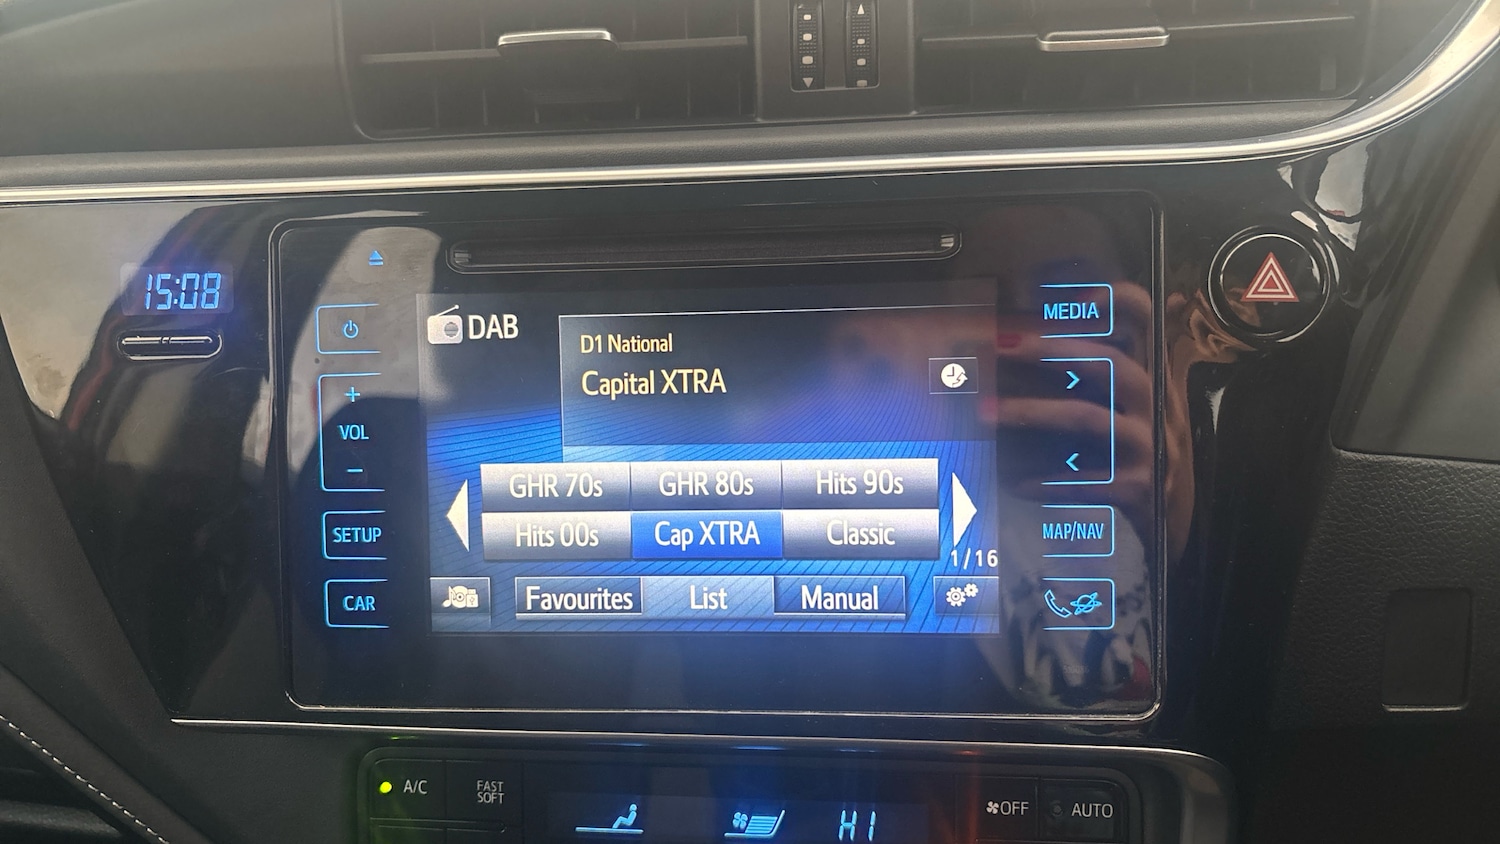 15:08
DAB
D1 National
Capital XTRA
MEDIA
+
VOL
−
SETUP
CAR
GHR 70s
GHR 80s
Hits 90s
Hits 00s
Cap XTRA
Classic
1/16
Favourites
List
Manual
MAP/NAV
A/C
FAST
SOFT
HI
OFF
AUTO